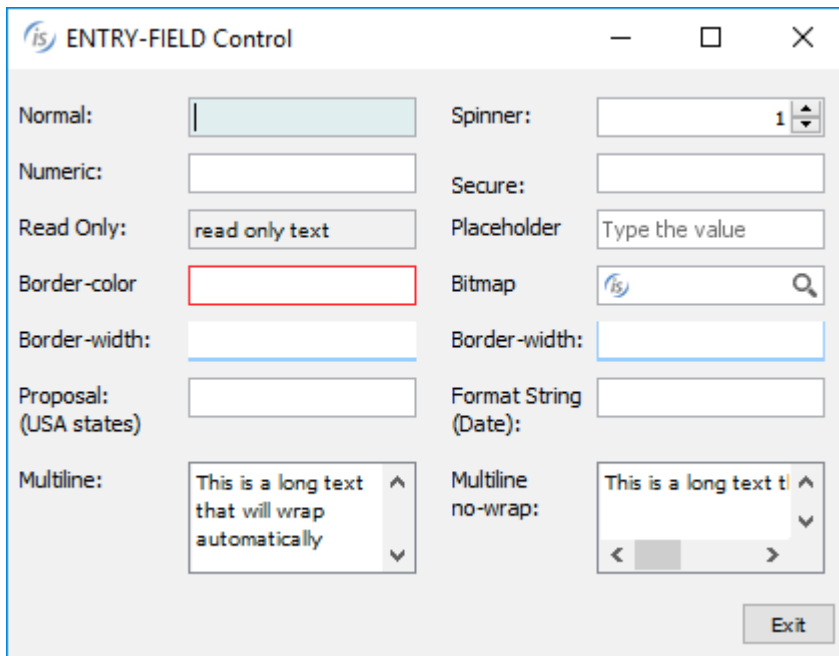 is ENTRY-FIELD Control
Normal:
Spinner: 1
Numeric:
Secure:
Read Only: read only text
Placeholder Type the value
Border-color
Bitmap is
Border-width:
Border-width:
Proposal:
(USA states)
Format String
(Date):
Multiline:
This is a long text
that will wrap
automatically
Multiline
no-wrap:
This is a long text t
Exit